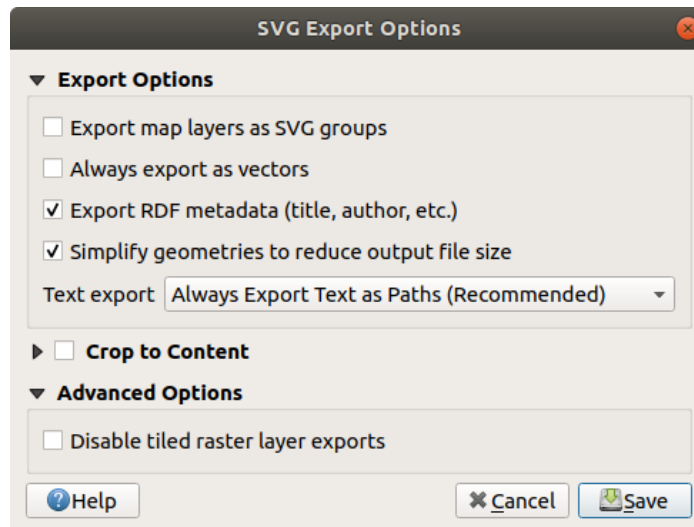 SVG Export Options
Export Options
Export map layers as SVG groups
Always export as vectors
Export RDF metadata (title, author, etc.)
Simplify geometries to reduce output file size
Text export Always Export Text as Paths (Recommended)
Crop to Content
Advanced Options
Disable tiled raster layer exports
Help Cancel Save